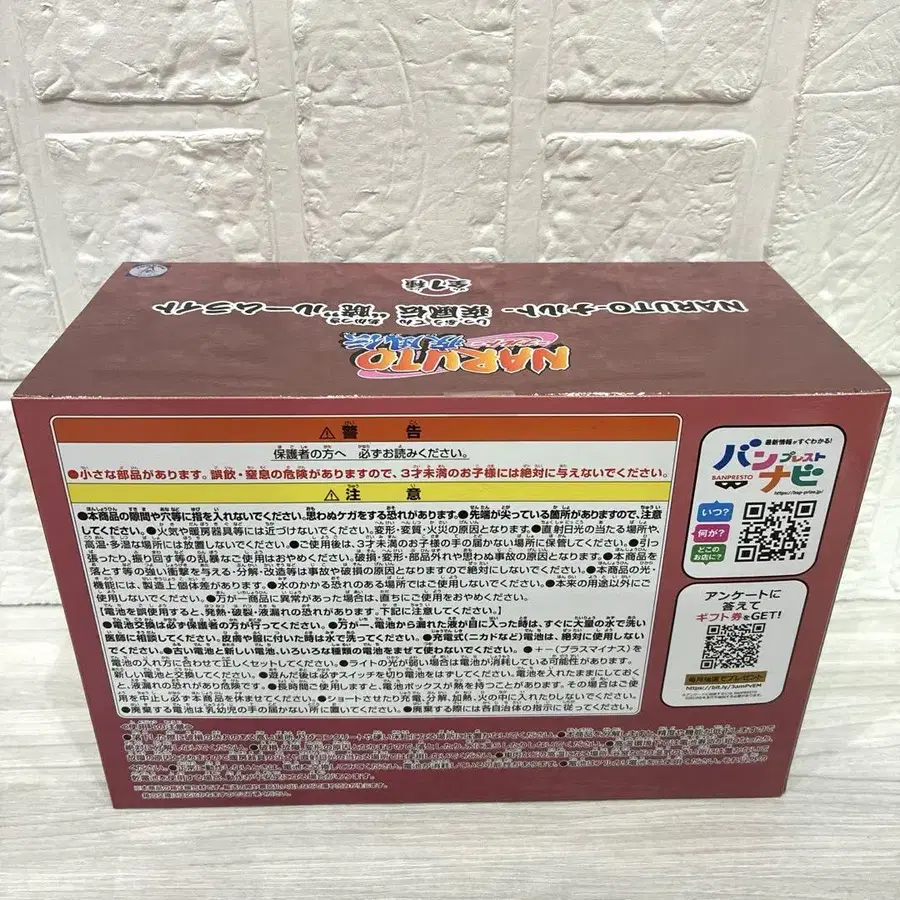 全1種
NARUTO-ナルト- 疾風伝 “暁”ルームライト
NARUTO
疾風伝
⚠警 告
保護者の方へ 必ずお読みください。
●小さな部品があります。誤飲・窒息の危険がありますので、3才未満のお子様には絶対に与えないでください。
⚠注 意
●本商品の隙間や穴等に指を入れないでください。思わぬケガをする恐れがあります。●先端が尖っている箇所がありますので、注意
してください。●火気や暖房器具等には近づけないでください。変形・変質・火災の原因となります。●直射日光の当たる場所や、
高温・多湿な場所には放置しないでください。●ご使用後は、3才未満のお子様の手の届かない場所に保管してください。●引っ
張ったり、振り回す等の乱暴なご使用はおやめください。破損・変形・部品外れや思わぬ事故の原因となります。●本商品を
落とす等の強い衝撃を与える・分解・改造等は事故や破損の原因となりますので絶対にしないでください。●本商品の光・
機能には、製造上個体差があります。●水のかかる恐れのある場所ではご使用しないでください。●本来の用途以外にご
使用しないでください。●万が一商品に異常があった場合は、直ちにご使用をおやめください。
【電池を誤使用すると、発熱・破裂・液漏れの恐れがあります。下記に注意してください。】
●電池交換は必ず保護者の方が行ってください。●万が一、電池から漏れた液が目に入った時は、すぐに大量の水で洗い
医師に相談してください。皮膚や服に付いた時は水で洗ってください。●充電式(ニカドなど)電池は、絶対に使用しない
でください。●古い電池と新しい電池、いろいろな種類の電池をまぜて使わないでください。●+−(プラスマイナス)を
電池の入れ方に合わせて正しくセットしてください。●ライトの光が弱い場合は電池が消耗している可能性があります。
新しい電池と交換してください。●遊んだ後は必ずスイッチを切り電池をはずしてください。電池を入れたままにしておく
と、液漏れの恐れがあり危険です。●長時間ご使用しますと、電池ボックスが熱を持つことがあります。その場合はご使
用を中止し必ず本商品を休ませてください。●ショートさせたり充電、分解、加熱、火の中に入れたりしないでください。
●廃棄する電池は乳幼児の手の届かない所に置いてください。●廃棄する際には各自治体の指示に従ってください。
《使用時の注意》
最新情報がすぐわかる!
バンプレストナビ
BANPRESTO
https://bsp-prize.jp/
いつ?
何が?
どこの
お店に?
アンケートに
答えて
ギフト券をGET!
毎月抽選でプレゼント